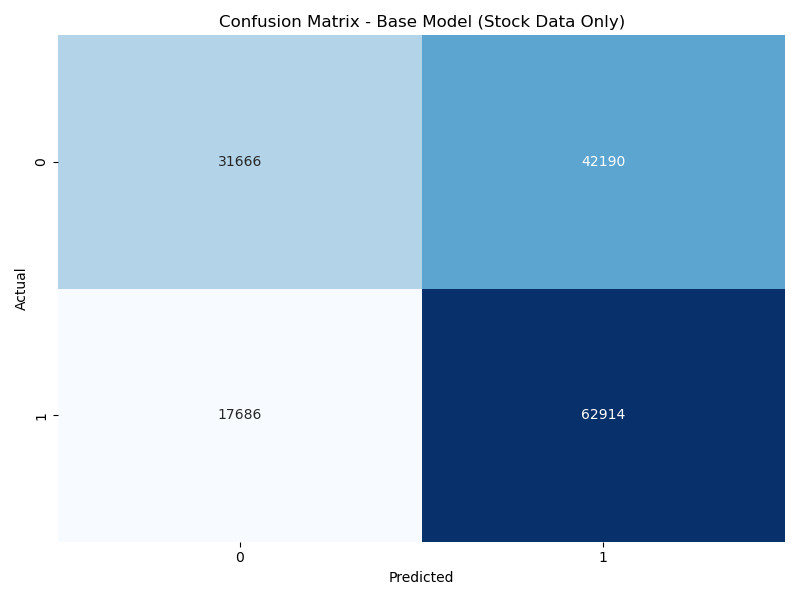 Confusion Matrix - Base Model (Stock Data Only)
Actual
0
31666
42190
1
17686
62914
0
1
Predicted